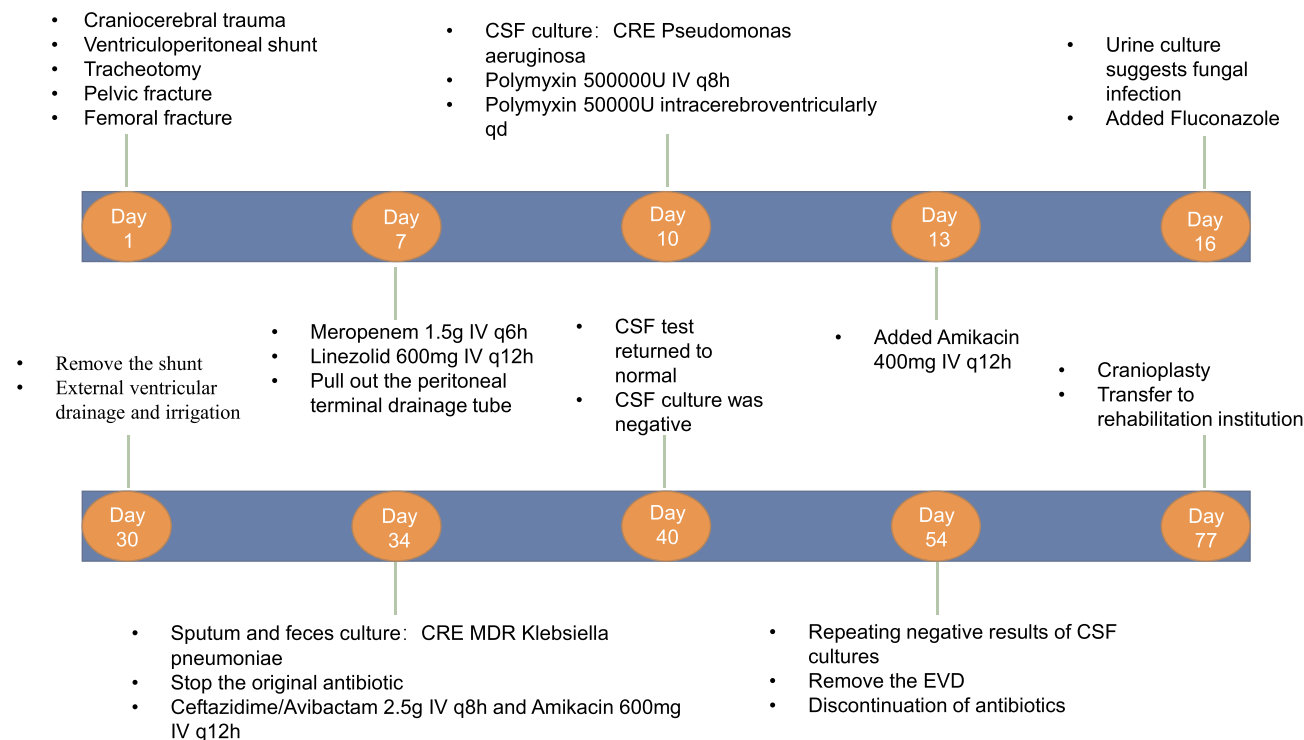 • Craniocerebral trauma
• Ventriculoperitoneal shunt
• Tracheotomy
• Pelvic fracture
• Femoral fracture
• CSF culture： CRE Pseudomonas
aeruginosa
• Polymyxin 500000U IV q8h
• Polymyxin 50000U intracerebroventricularly
qd
• Urine culture
suggests fungal
infection
• Added Fluconazole
Day
1
Day
7
Day
10
Day
13
Day
16
• Remove the shunt
• External ventricular
drainage and irrigation
• Meropenem 1.5g IV q6h
• Linezolid 600mg IV q12h
• Pull out the peritoneal
terminal drainage tube
• CSF test
returned to
normal
• CSF culture was
negative
• Added Amikacin
400mg IV q12h
• Cranioplasty
• Transfer to
rehabilitation institution
Day
30
Day
34
Day
40
Day
54
Day
77
• Sputum and feces culture： CRE MDR Klebsiella
pneumoniae
• Stop the original antibiotic
• Ceftazidime/Avibactam 2.5g IV q8h and Amikacin 600mg
IV q12h
• Repeating negative results of CSF
cultures
• Remove the EVD
• Discontinuation of antibiotics